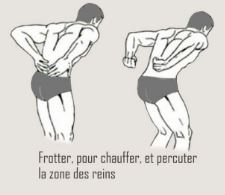 Frotter, pour chauffer, et percuter
la zone des reins